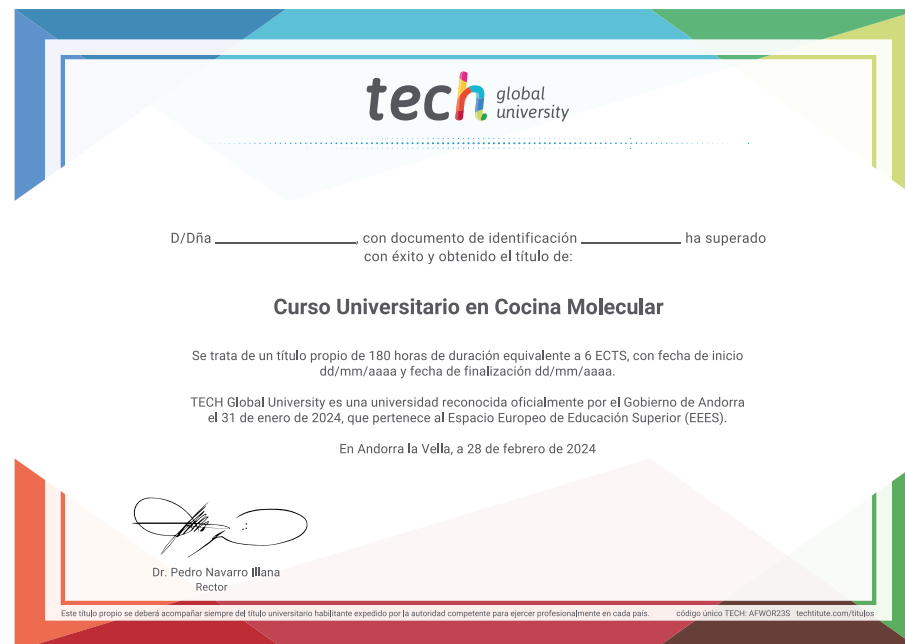 tech global
university
D/Dña ____________________, con documento de identificación ______________ ha superado
con éxito y obtenido el título de:
Curso Universitario en Cocina Molecular
Se trata de un título propio de 180 horas de duración equivalente a 6 ECTS, con fecha de inicio
dd/mm/aaaa y fecha de finalización dd/mm/aaaa.
TECH Global University es una universidad reconocida oficialmente por el Gobierno de Andorra
el 31 de enero de 2024, que pertenece al Espacio Europeo de Educación Superior (EEES).
En Andorra la Vella, a 28 de febrero de 2024
Dr. Pedro Navarro Illana
Rector
Este título propio se deberá acompañar siempre del título universitario habilitante expedido por la autoridad competente para ejercer profesionalmente en cada país. código único TECH: AFWOR23S techtitute.com/titulos